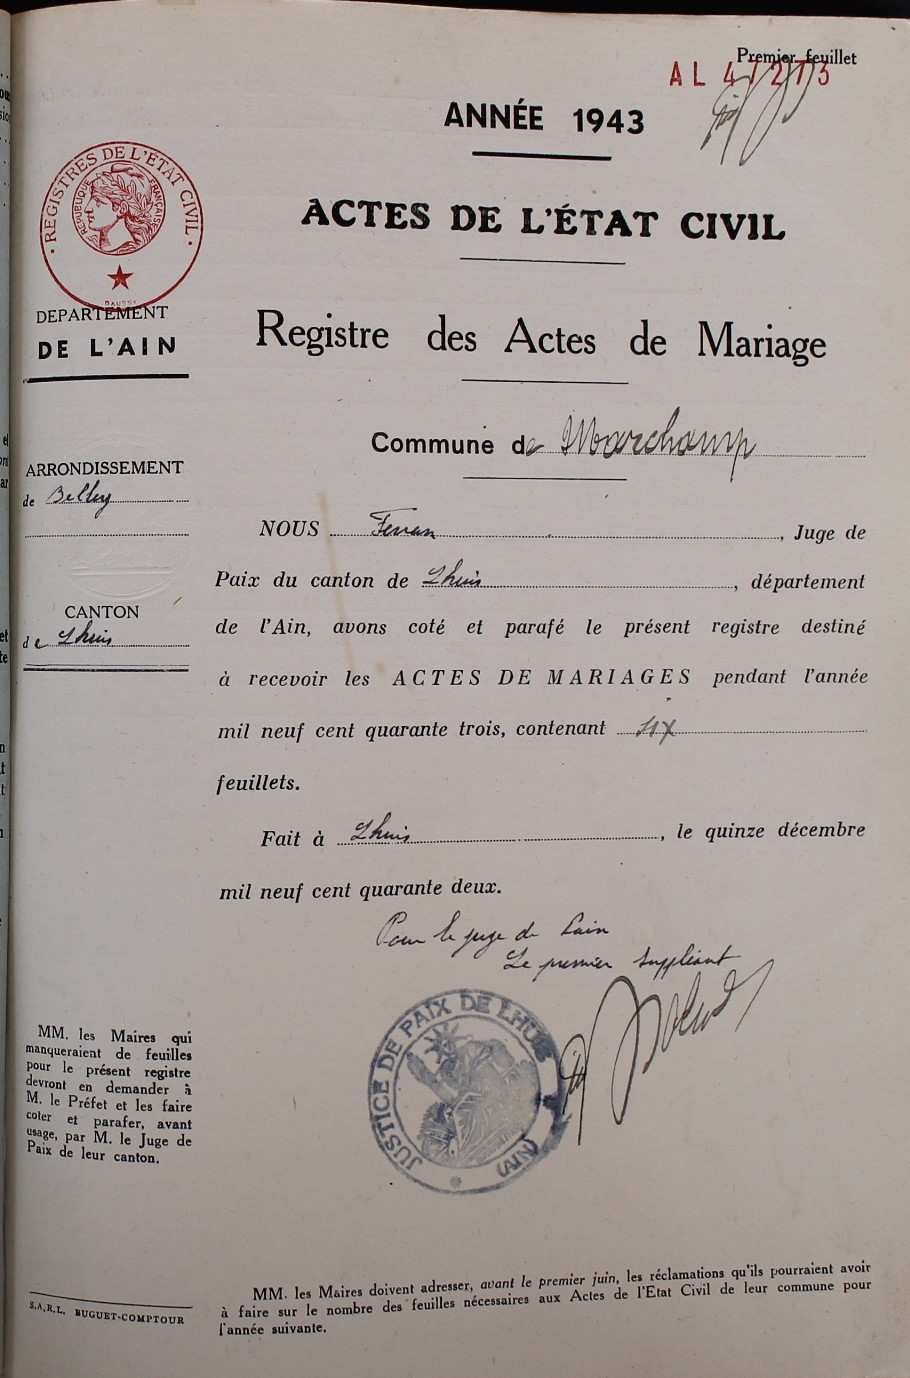 Premier feuillet
AL 47273
ANNÉE 1943
REGISTRES DE L'ETAT CIVIL
REPUBLIQUE FRANÇAISE
ACTES DE L'ÉTAT CIVIL
DEPARTEMENT
DE L'AIN
Registre des Actes de Mariage
Commune de Marchamp
ARRONDISSEMENT
de Belley
NOUS Ferran, Juge de
Paix du canton de Lhuis, département
CANTON
de Lhuis
de l'Ain, avons coté et parafé le présent registre destiné
à recevoir les ACTES DE MARIAGES pendant l'année
mil neuf cent quarante trois, contenant six
feuillets.
Fait à Lhuis, le quinze décembre
mil neuf cent quarante deux.
Pour le juge de Paix
Le premier Suppléant
JUSTICE DE PAIX DE LHUIS
(AIN)
MM. les Maires qui
manqueraient de feuilles
pour le présent registre
devront en demander à
M. le Préfet et les faire
coter et parafer, avant
usage, par M. le Juge de
Paix de leur canton.
S.A.R.L. BUGUET-COMPTOUR
MM. les Maires doivent adresser, avant le premier juin, les réclamations qu'ils pourraient avoir
à faire sur le nombre des feuilles nécessaires aux Actes de l'Etat Civil de leur commune pour
l'année suivante.